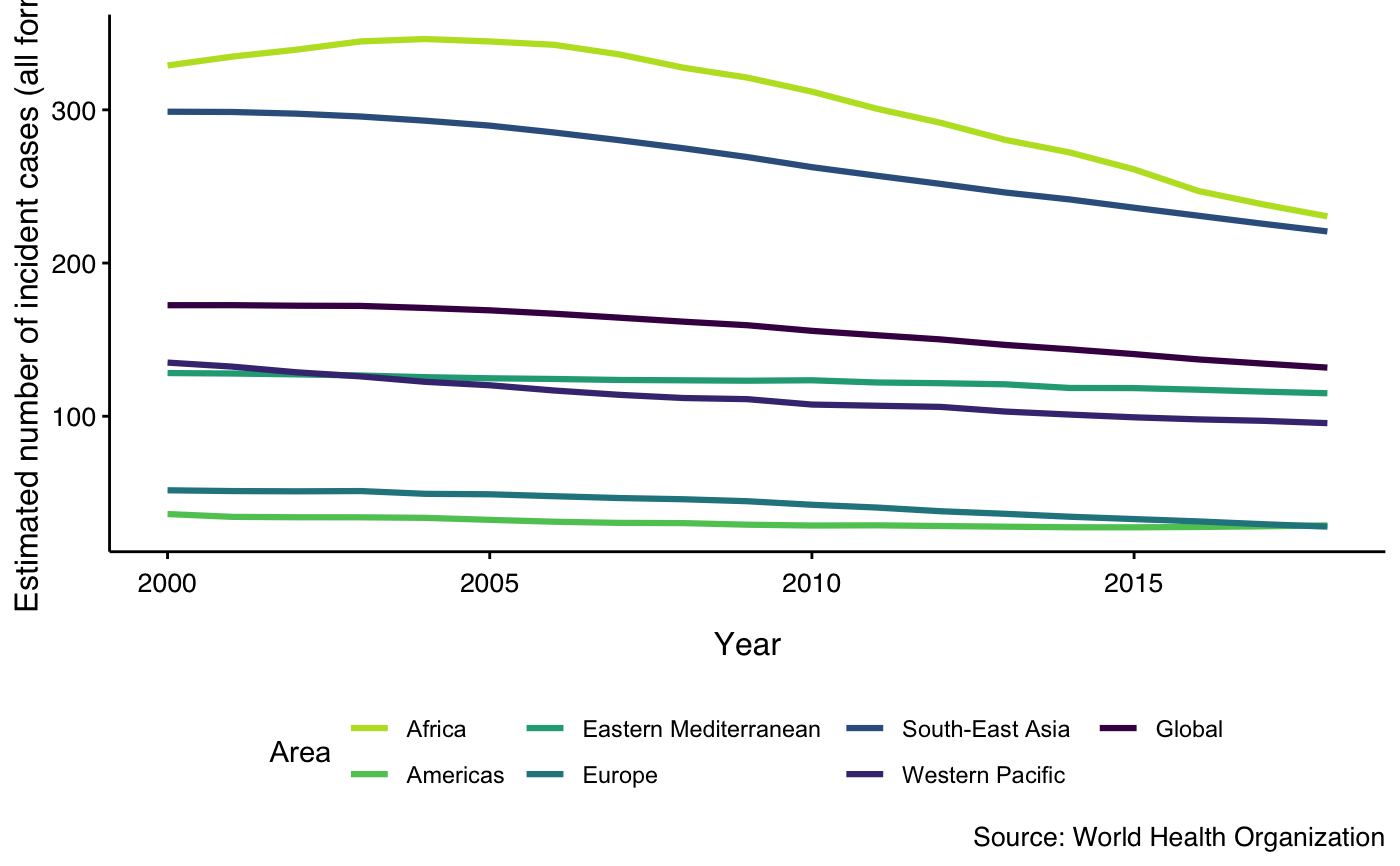 Estimated number of incident cases (all for
300
200
100
2000 2005 2010 2015
Year
Area
Africa Eastern Mediterranean South-East Asia Global
Americas Europe Western Pacific
Source: World Health Organization